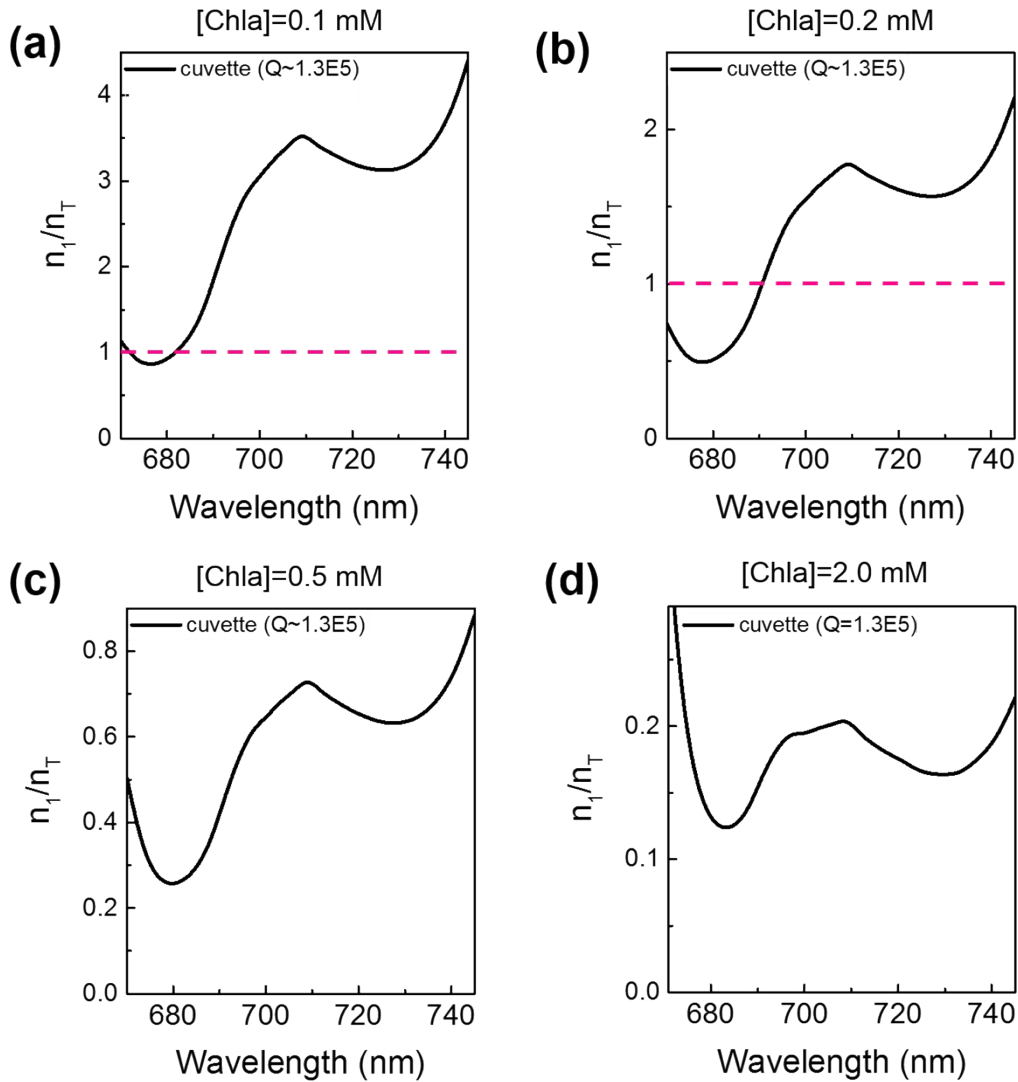 (a)
[Chla]=0.1 mM
cuvette (Q~1.3E5)
4
3
2
1
0
n₁/n_T
680 700 720 740
Wavelength (nm)
(b)
[Chla]=0.2 mM
cuvette (Q~1.3E5)
2
1
0
n₁/n_T
680 700 720 740
Wavelength (nm)
(c)
[Chla]=0.5 mM
cuvette (Q~1.3E5)
0.8
0.6
0.4
0.2
0.0
n₁/n_T
680 700 720 740
Wavelength (nm)
(d)
[Chla]=2.0 mM
cuvette (Q=1.3E5)
0.2
0.1
0.0
n₁/n_T
680 700 720 740
Wavelength (nm)